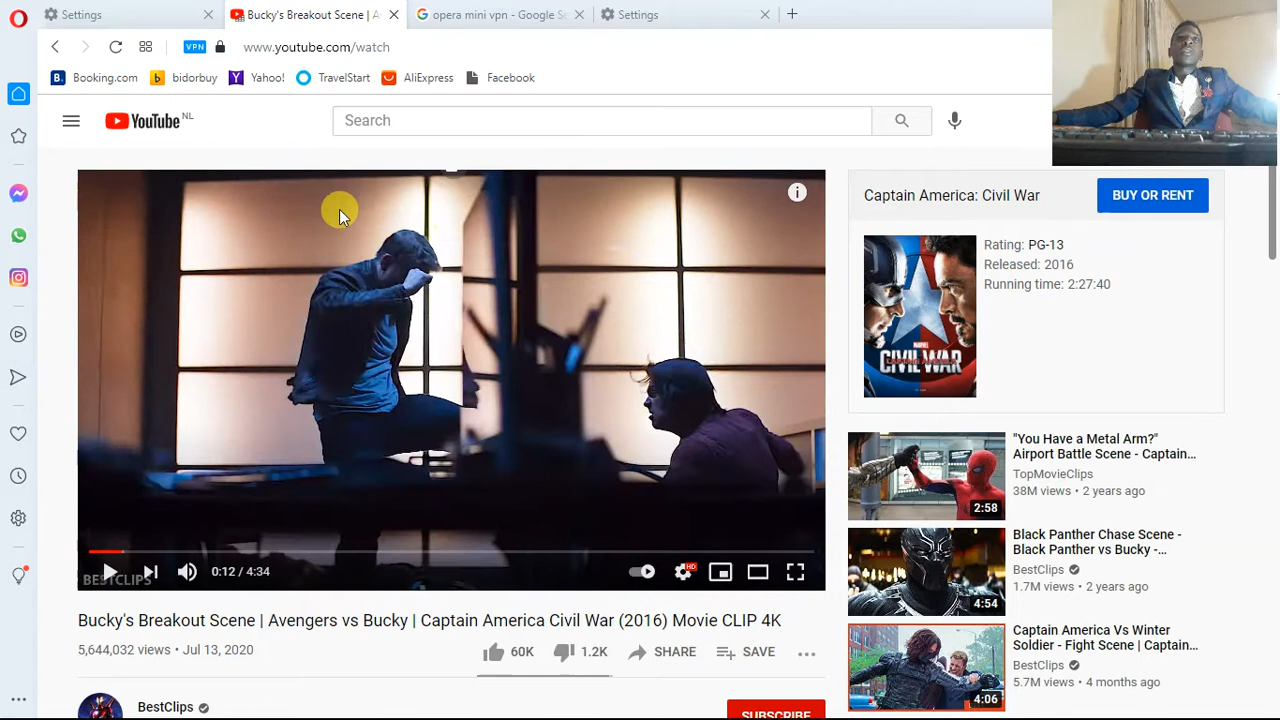 Settings
Bucky's Breakout Scene | A
opera mini vpn - Google Se
Settings
VPN
www.youtube.com/watch
B. Booking.com
b bidorbuy
Y Yahoo!
TravelStart
AliExpress
Facebook
YouTube NL
Search
Captain America: Civil War
BUY OR RENT
Rating: PG-13
Released: 2016
Running time: 2:27:40
MARVEL
CAPTAIN AMERICA
CIVIL WAR
"You Have a Metal Arm?"
Airport Battle Scene - Captain...
TopMovieClips
38M views • 2 years ago
2:58
Black Panther Chase Scene -
Black Panther vs Bucky -...
BestClips
1.7M views • 2 years ago
4:54
Captain America Vs Winter
Soldier - Fight Scene | Captain...
BestClips
5.7M views • 4 months ago
4:06
0:12 / 4:34
HD
BESTCLIPS
Bucky's Breakout Scene | Avengers vs Bucky | Captain America Civil War (2016) Movie CLIP 4K
5,644,032 views • Jul 13, 2020
60K
1.2K
SHARE
SAVE
BestClips
SUBSCRIBE